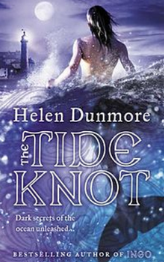 Helen Dunmore
The
TIDE
KNOT
Dark secrets of the
ocean unleashed...
BESTSELLING AUTHOR OF INGO